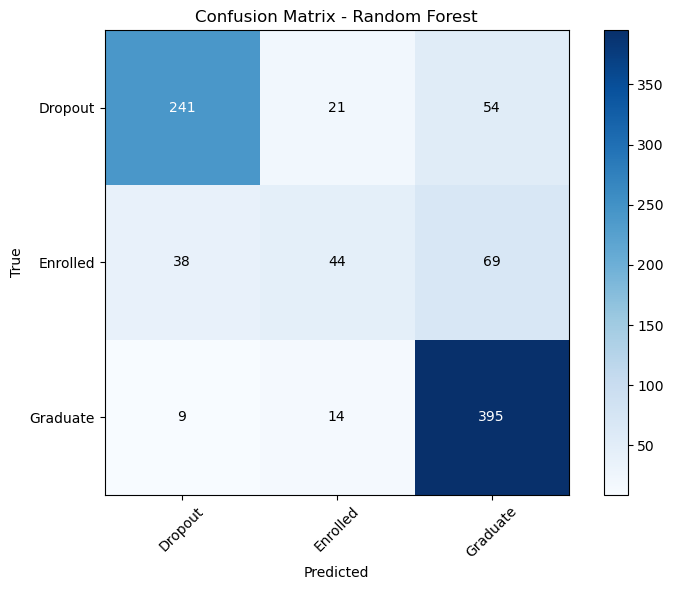 Confusion Matrix - Random Forest
Dropout 241 21 54
Enrolled 38 44 69
Graduate 9 14 395
Dropout Enrolled Graduate
Predicted
True
350
300
250
200
150
100
50